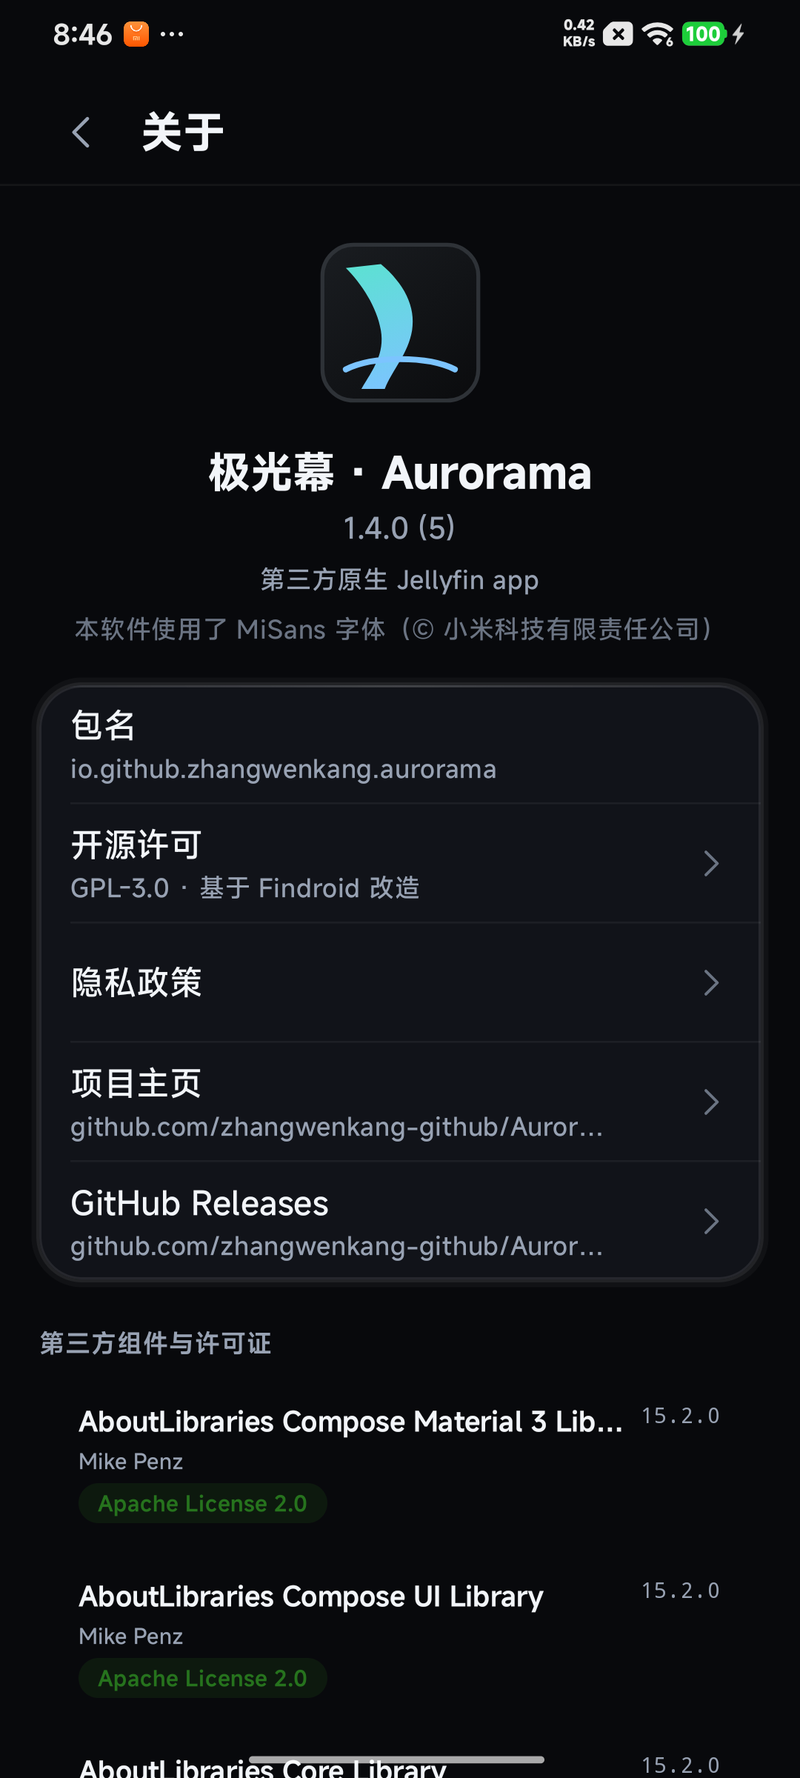 8:46
0.42
KB/s
6
100
关于
极光幕 · Aurorama
1.4.0 (5)
第三方原生 Jellyfin app
本软件使用了 MiSans 字体（© 小米科技有限责任公司）
包名
io.github.zhangwenkang.aurorama
开源许可
GPL-3.0 · 基于 Findroid 改造
隐私政策
项目主页
github.com/zhangwenkang-github/Auror...
GitHub Releases
github.com/zhangwenkang-github/Auror...
第三方组件与许可证
AboutLibraries Compose Material 3 Lib...
15.2.0
Mike Penz
Apache License 2.0
AboutLibraries Compose UI Library
15.2.0
Mike Penz
Apache License 2.0
AboutLibraries Core Library
15.2.0